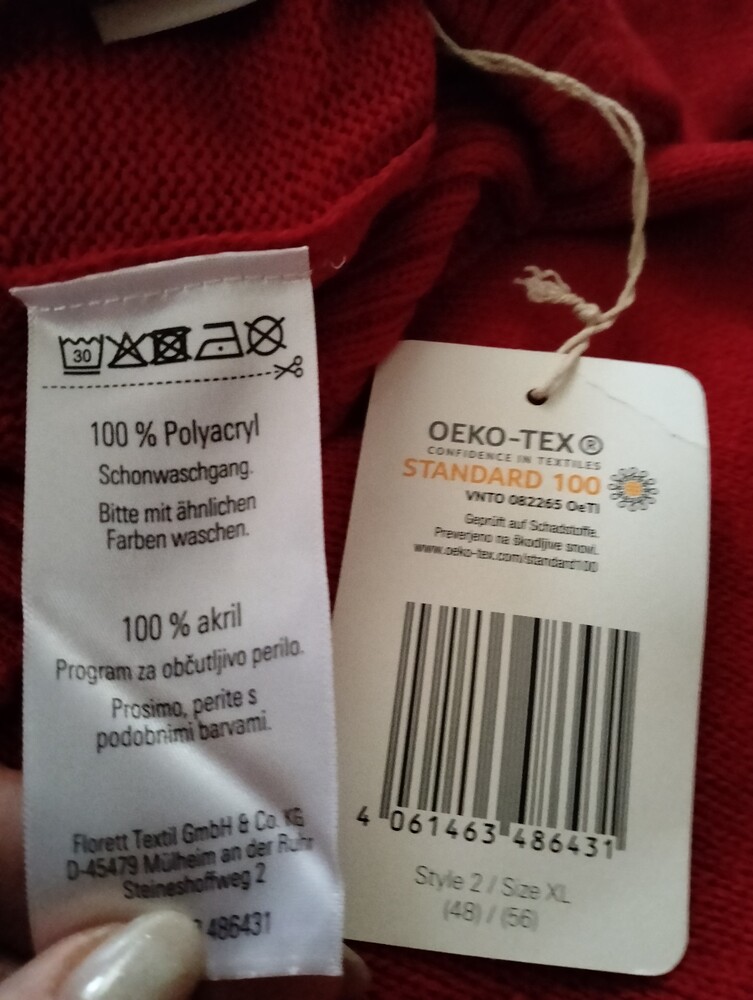 30
100 % Polyacryl
Schonwaschgang.
Bitte mit ähnlichen
Farben waschen.
100 % akril
Program za občutljivo perilo.
Prosimo, perite s
podobnimi barvami.
Florett Textil GmbH & Co. KG
D-45479 Mülheim an der Ruhr
Steineshoffweg 2
486431
OEKO-TEX®
CONFIDENCE IN TEXTILES
STANDARD 100
VNTO 082265 OeTI
Geprüft auf Schadstoffe.
Preverjeno na škodljive snovi.
www.oeko-tex.com/standard100
4 061463 486431
Style 2 / Size XL
(48) / (56)